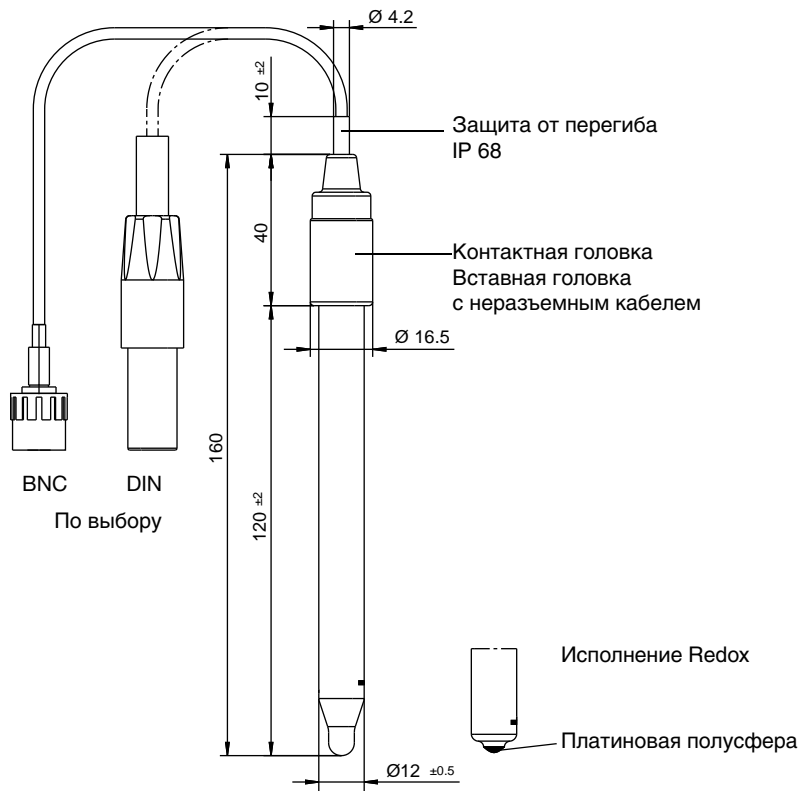 Ø 4.2
10 ±2
Защита от перегиба
IP 68
40
Контактная головка
Вставная головка
с неразъемным кабелем
Ø 16.5
160
BNC
DIN
По выбору
120 ±2
Исполнение Redox
Платиновая полусфера
Ø12 ±0.5